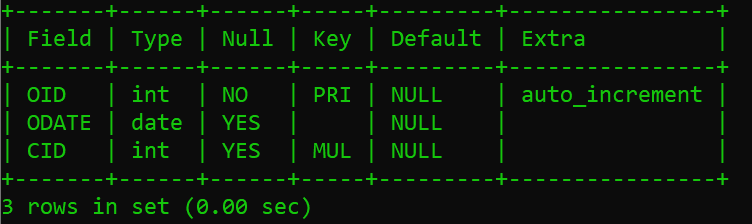 +-------+------+------+-----+---------+----------------+
| Field | Type | Null | Key | Default | Extra          |
+-------+------+------+-----+---------+----------------+
| OID   | int  | NO   | PRI | NULL    | auto_increment |
| ODATE | date | YES  |     | NULL    |                |
| CID   | int  | YES  | MUL | NULL    |                |
+-------+------+------+-----+---------+----------------+
3 rows in set (0.00 sec)